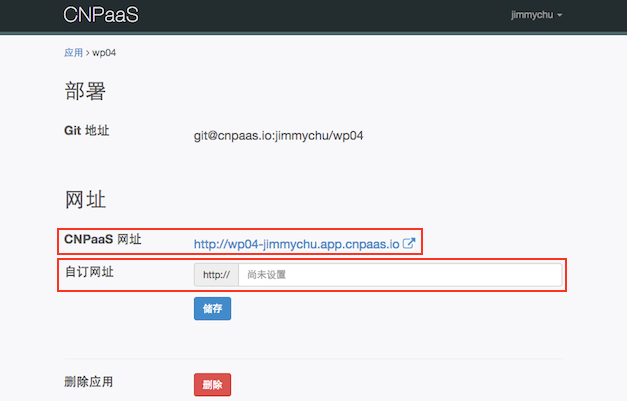 CNPaaS
jimmychu
应用 › wp04
部署
Git 地址
git@cnpaas.io:jimmychu/wp04
网址
CNPaaS 网址
http://wp04-jimmychu.app.cnpaas.io
自订网址
http://
尚未设置
储存
删除应用
删除